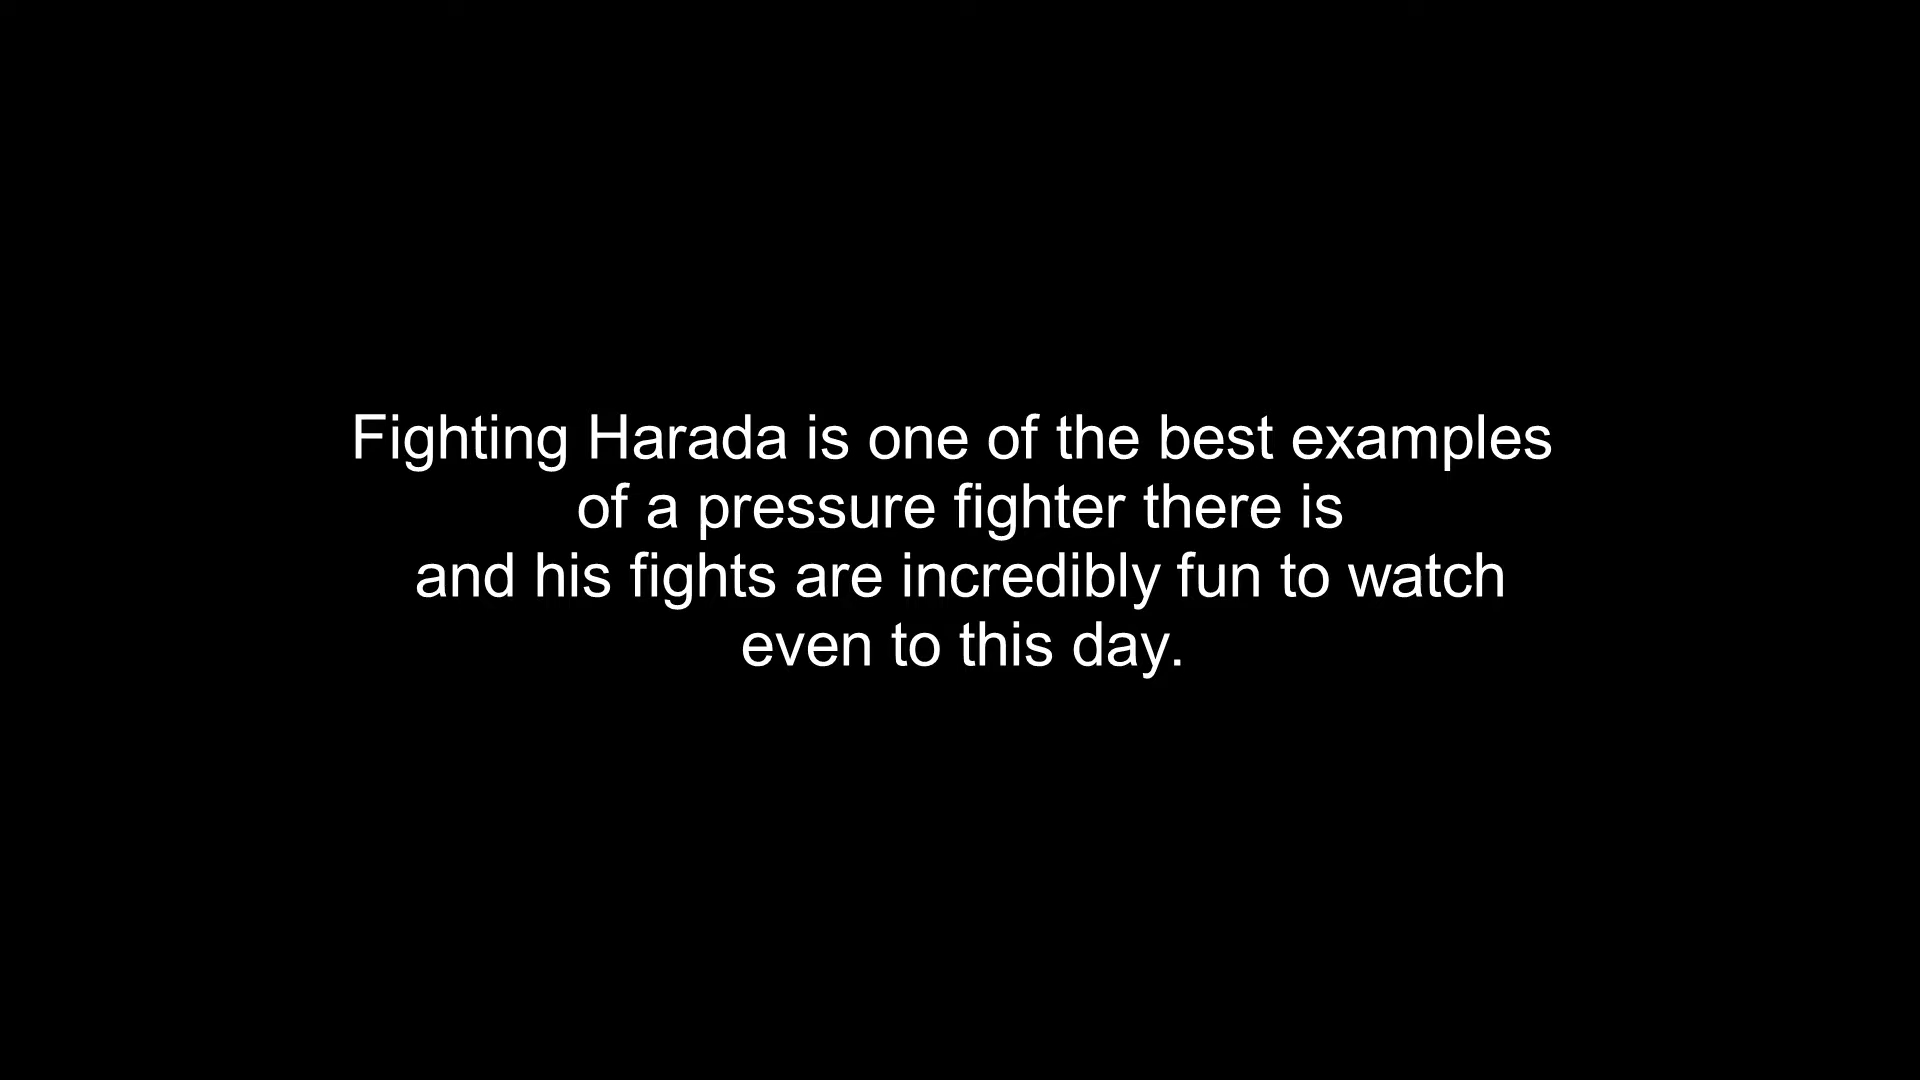 Fighting Harada is one of the best examples
of a pressure fighter there is
and his fights are incredibly fun to watch
even to this day.